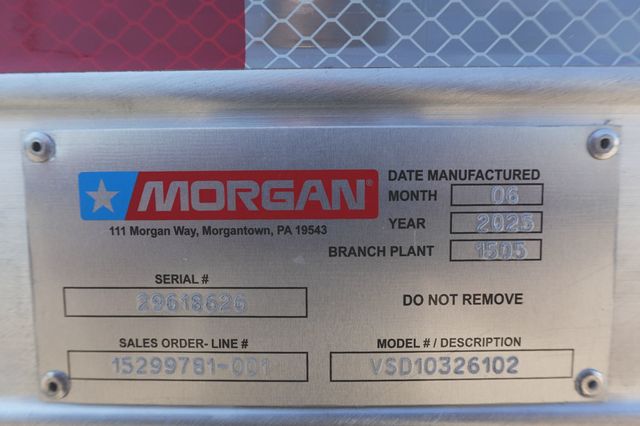 MORGAN®
111 Morgan Way, Morgantown, PA 19543
DATE MANUFACTURED
MONTH 06
YEAR 2023
BRANCH PLANT 1505
SERIAL #
29618626
DO NOT REMOVE
SALES ORDER- LINE #
15299781-001
MODEL # / DESCRIPTION
VSD10326102